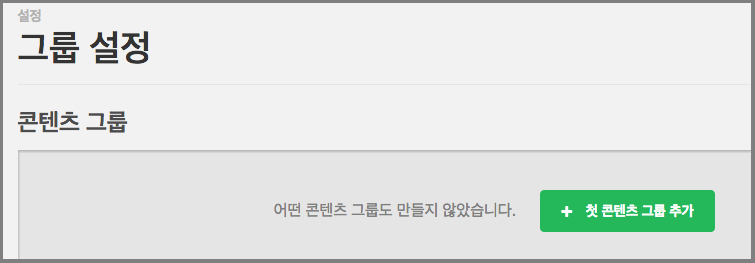 설정
그룹 설정
콘텐츠 그룹
어떤 콘텐츠 그룹도 만들지 않았습니다.
+ 첫 콘텐츠 그룹 추가